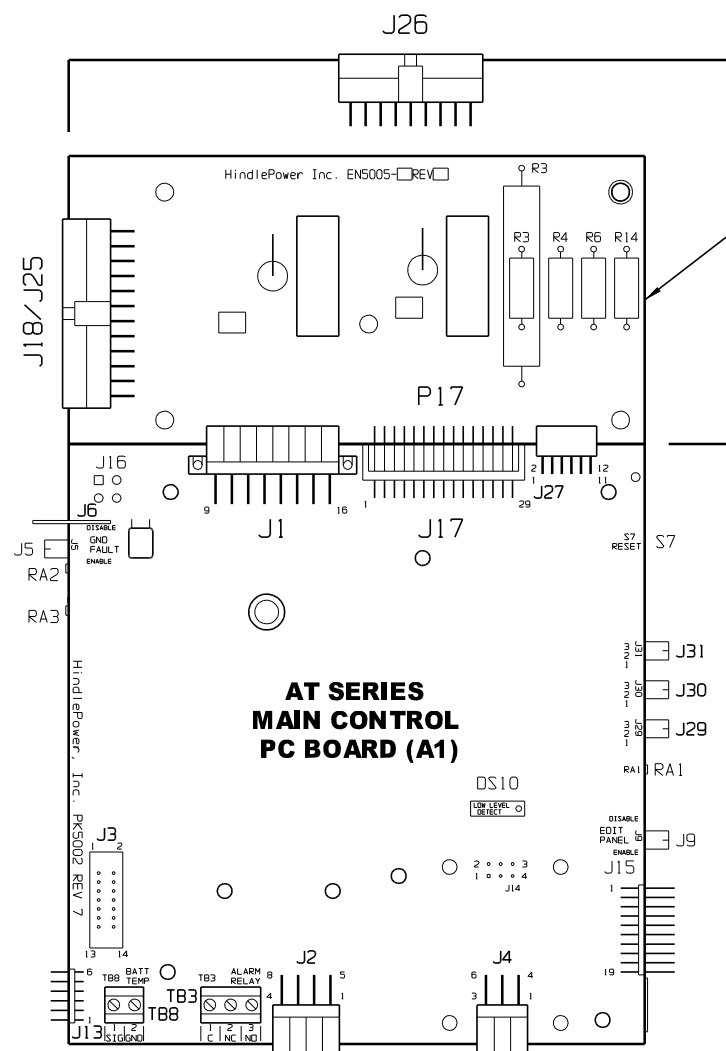 J26
HindlePower Inc. EN5005- REV
R3
R3 R4 R6 R14
J18/J25
P17
J16
2 12
1 11
J27
9 16
J1
1 29
J17
J6
DISABLE
GND
FAULT
ENABLE
J5
J5
S7
RESET
S7
RA2
RA3
3
2
1
J31
J31
3
2
1
J30
J30
3
2
1
J29
J29
AT SERIES
MAIN CONTROL
PC BOARD (A1)
HindlePower, Inc. PK5002 REV 7
RA1 RA1
DS10
LOW LEVEL
DETECT
DISABLE
EDIT
PANEL
ENABLE
J9
J9
J3
1 2
13 14
2 3
1 4
J14
J15
1
19
6
1
J13
TB8 BATT
TEMP
TB8
1 2
SIG GND
TB3 ALARM
RELAY
TB3
1 2 3
C NC NO
J2
8 5
4 1
J4
6 4
3 1